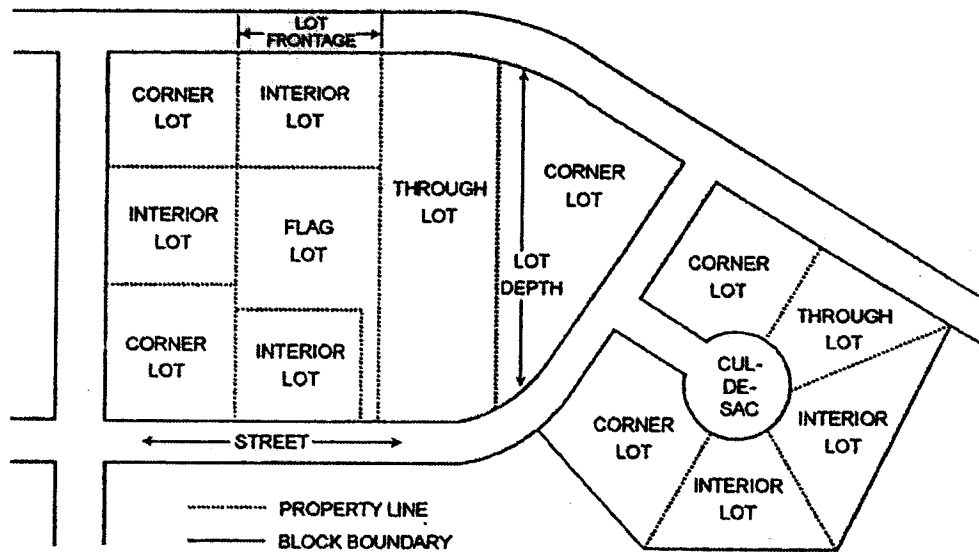 LOT
FRONTAGE
CORNER
LOT
INTERIOR
LOT
THROUGH
LOT
CORNER
LOT
INTERIOR
LOT
FLAG
LOT
LOT
DEPTH
CORNER
LOT
INTERIOR
LOT
STREET
CORNER
LOT
THROUGH
LOT
CUL-
DE-
SAC
CORNER
LOT
INTERIOR
LOT
INTERIOR
LOT
PROPERTY LINE
BLOCK BOUNDARY